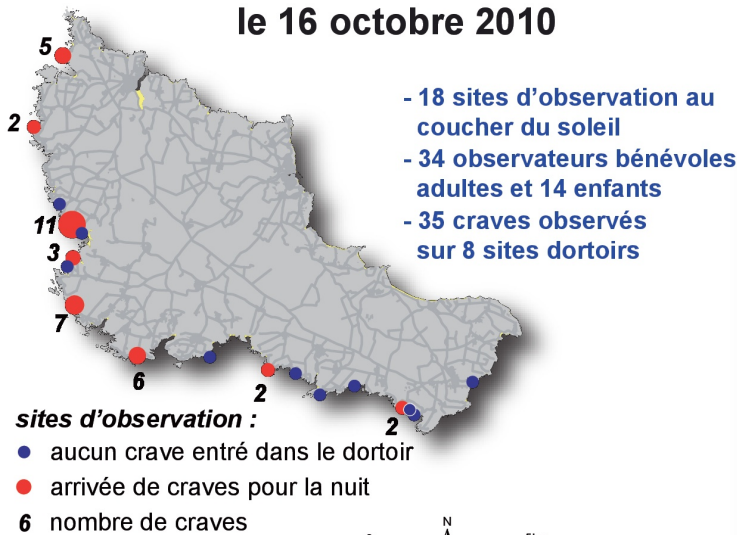 le 16 octobre 2010
- 18 sites d'observation au
coucher du soleil
- 34 observateurs bénévoles
adultes et 14 enfants
- 35 craves observés
sur 8 sites dortoirs
5
2
11
3
7
6
2
2
sites d'observation :
aucun crave entré dans le dortoir
arrivée de craves pour la nuit
6 nombre de craves
N